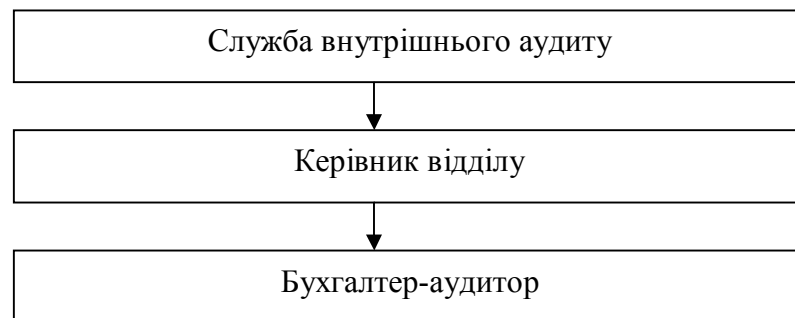 Служба внутрішнього аудиту
Керівник відділу
Бухгалтер-аудитор